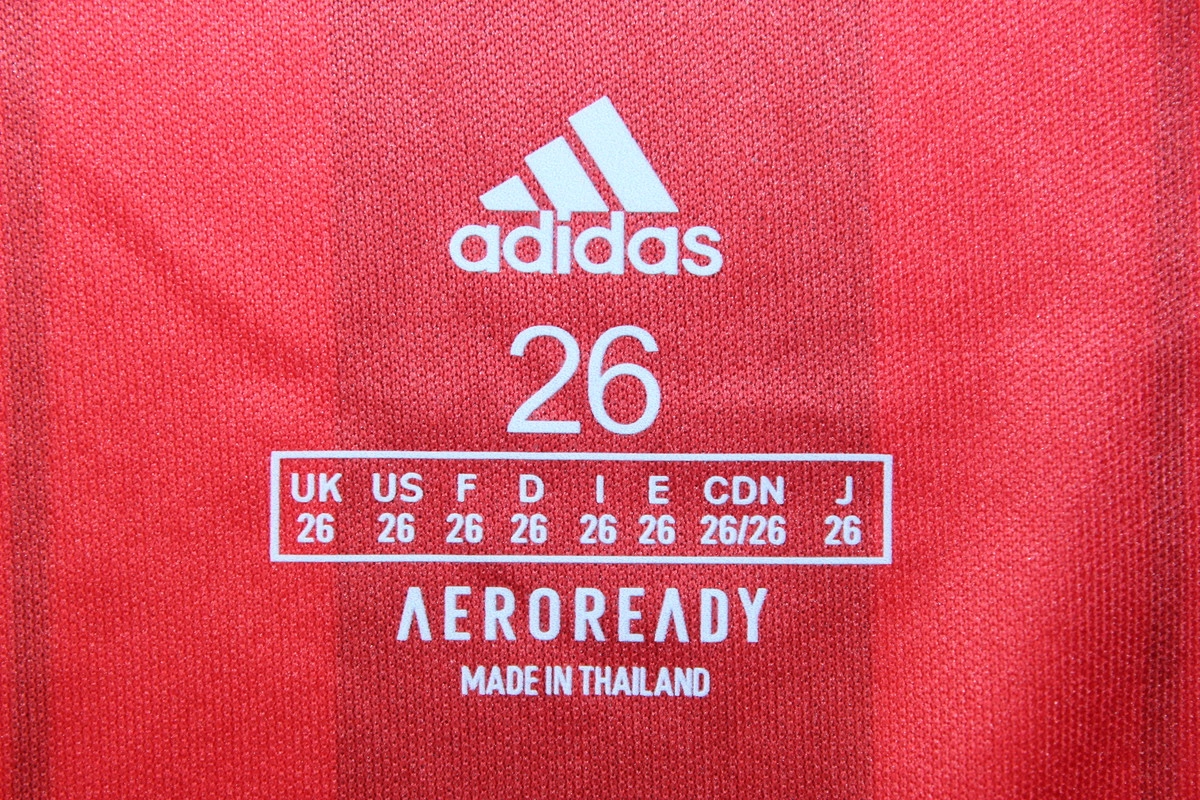 adidas
26
UK US F D I E CDN J
26 26 26 26 26 26 26/26 26
AEROREADY
MADE IN THAILAND